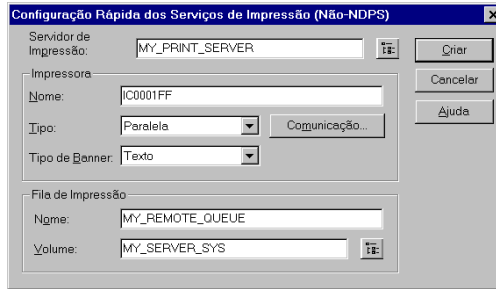 Configuração Rápida dos Serviços de Impressão (Não-NDPS)
Servidor de
Impressão: MY_PRINT_SERVER
Criar
Impressora
Cancelar
Nome: IC0001FF
Ajuda
Tipo: Paralela Comunicação...
Tipo de Banner: Texto
Fila de Impressão
Nome: MY_REMOTE_QUEUE
Volume: MY_SERVER_SYS